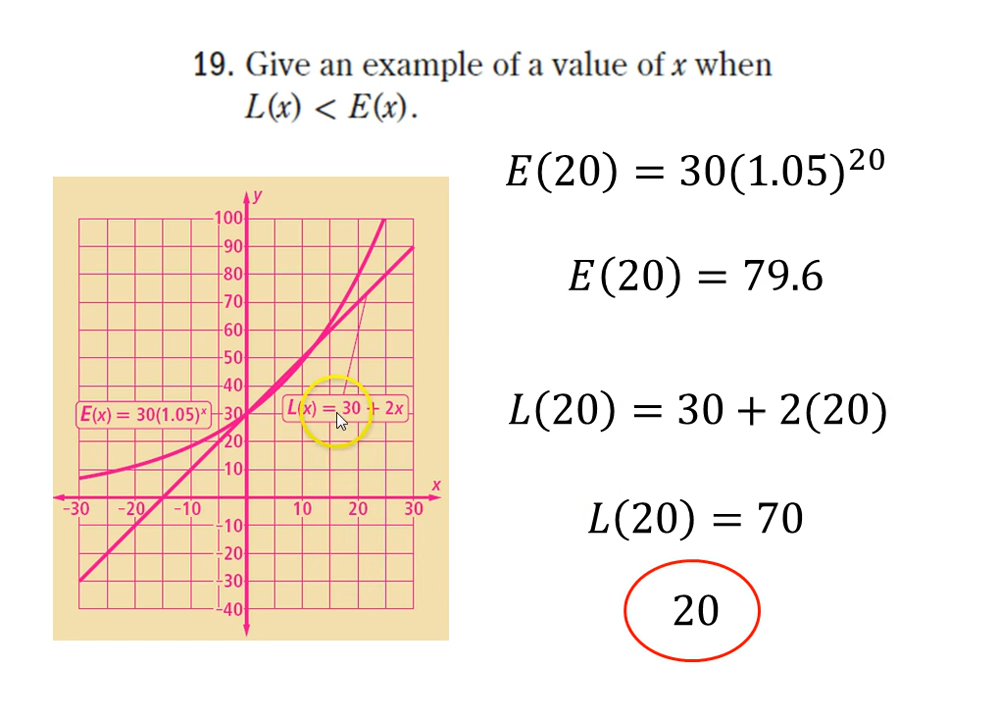 19. Give an example of a value of x when
L(x) < E(x).
E(20) = 30(1.05)²⁰
E(20) = 79.6
L(20) = 30 + 2(20)
L(20) = 70
20
y
100
90
80
70
60
50
40
30
20
10
E(x) = 30(1.05)ˣ
L(x) = 30 + 2x
x
-30 -20 -10 10 20 30
-10
-20
-30
-40